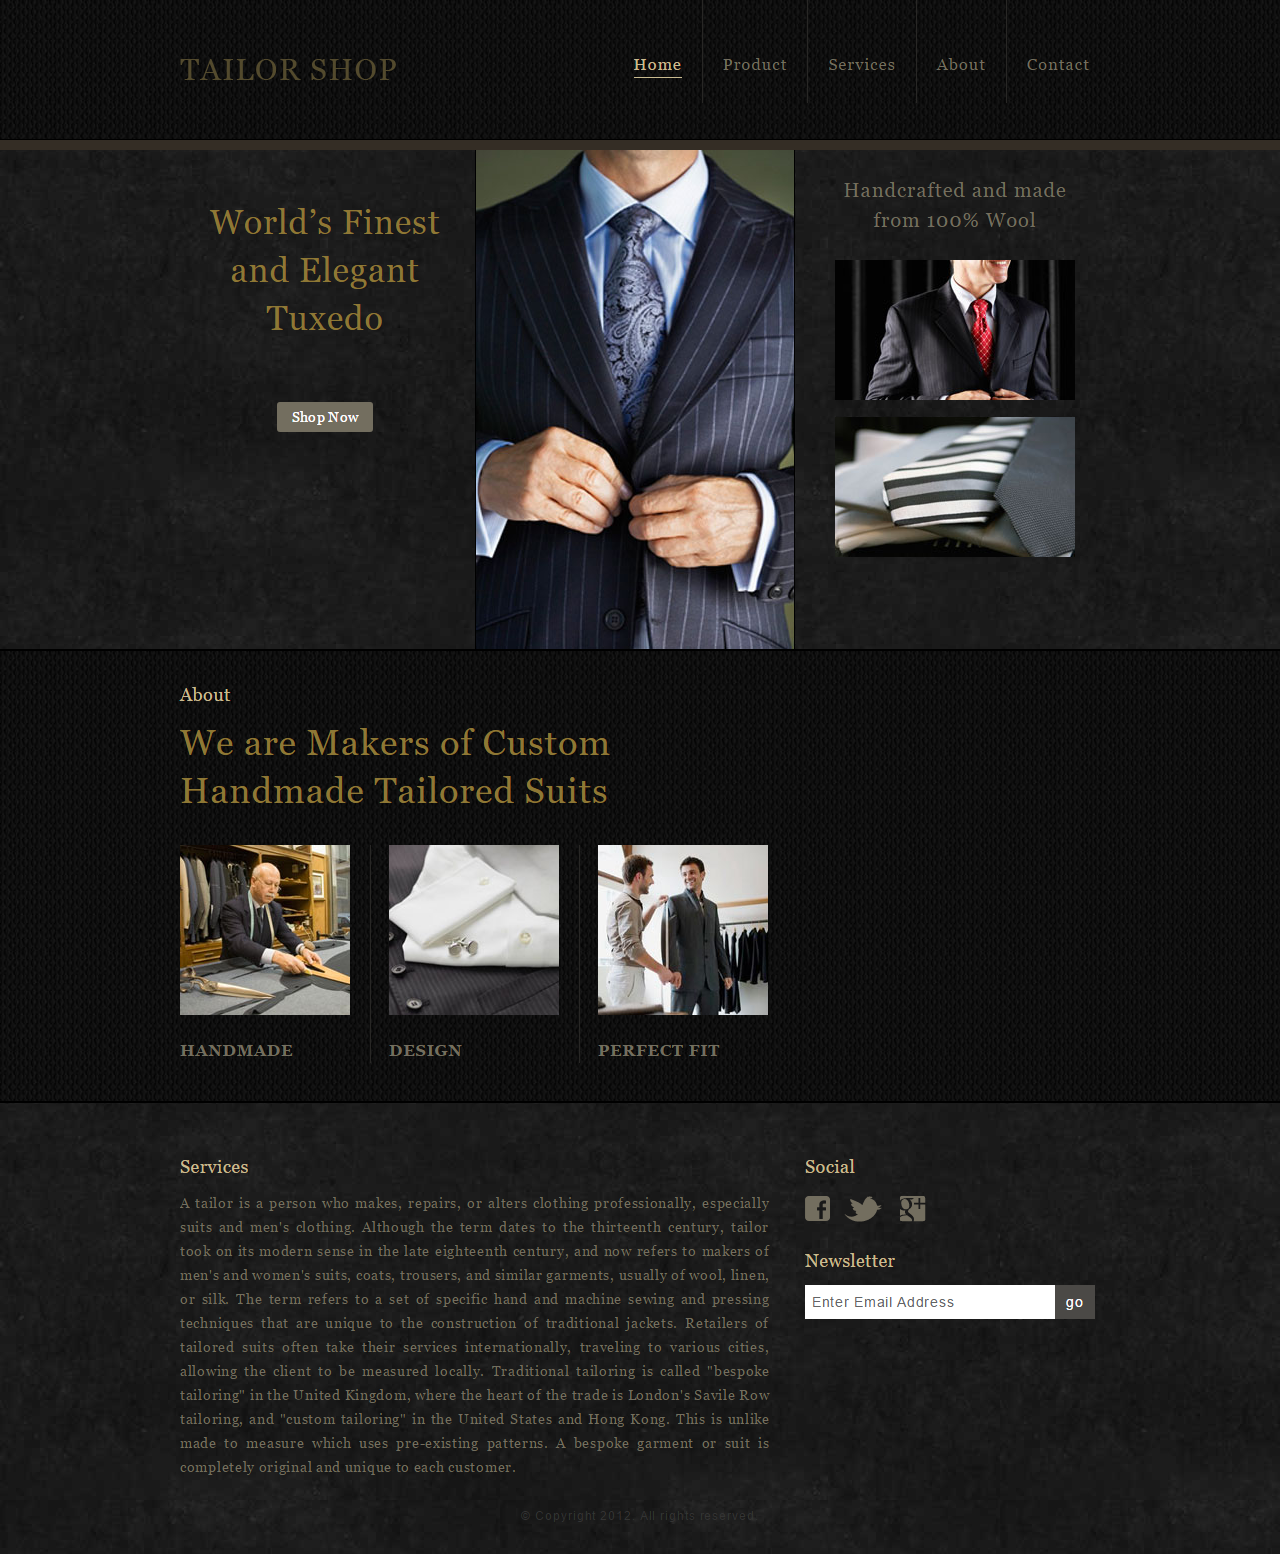 TAILOR SHOP
Home Product Services About Contact
World’s Finest
and Elegant
Tuxedo
Shop Now
Handcrafted and made
from 100% Wool
About
We are Makers of Custom
Handmade Tailored Suits
HANDMADE DESIGN PERFECT FIT
Services
A tailor is a person who makes, repairs, or alters clothing professionally, especially
suits and men's clothing. Although the term dates to the thirteenth century, tailor
took on its modern sense in the late eighteenth century, and now refers to makers of
men's and women's suits, coats, trousers, and similar garments, usually of wool, linen,
or silk. The term refers to a set of specific hand and machine sewing and pressing
techniques that are unique to the construction of traditional jackets. Retailers of
tailored suits often take their services internationally, traveling to various cities,
allowing the client to be measured locally. Traditional tailoring is called "bespoke
tailoring" in the United Kingdom, where the heart of the trade is London's Savile Row
tailoring, and "custom tailoring" in the United States and Hong Kong. This is unlike
made to measure which uses pre-existing patterns. A bespoke garment or suit is
completely original and unique to each customer.
Social
Newsletter
Enter Email Address go
© Copyright 2012. All rights reserved.